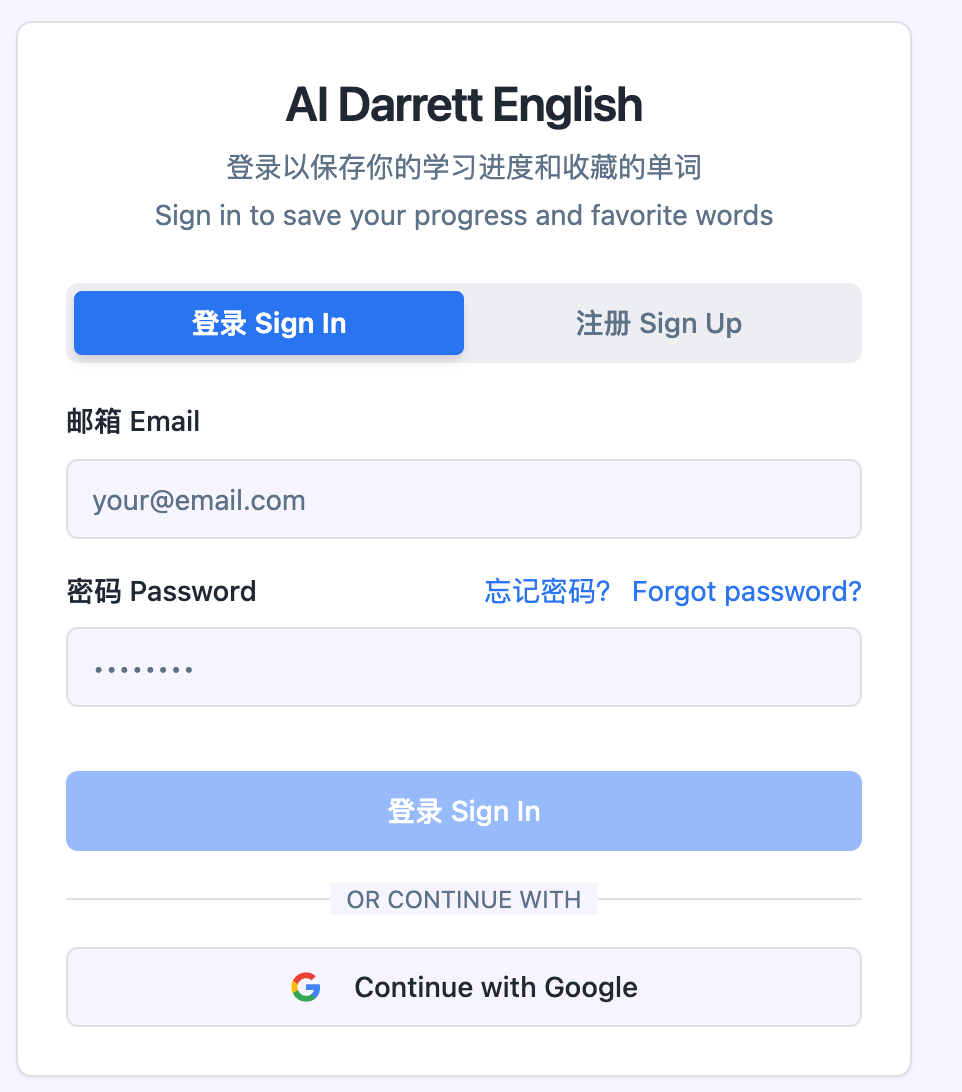 AI Darrett English
登录以保存你的学习进度和收藏的单词
Sign in to save your progress and favorite words
登录 Sign In
注册 Sign Up
邮箱 Email
your@email.com
密码 Password
忘记密码? Forgot password?
••••••••
登录 Sign In
OR CONTINUE WITH
Continue with Google